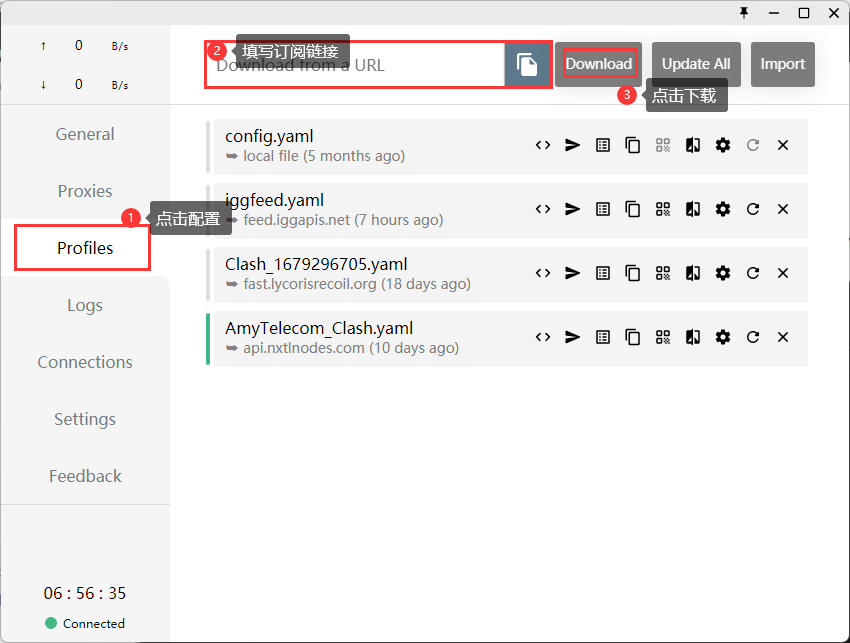 ↑ 0 B/s
↓ 0 B/s
General
Proxies
1 点击配置
Profiles
Logs
Connections
Settings
Feedback
06 : 56 : 35
Connected
2 填写订阅链接
Download from a URL
Download
Update All
Import
3 点击下载
config.yaml
local file (5 months ago)
iggfeed.yaml
feed.iggapis.net (7 hours ago)
Clash_1679296705.yaml
fast.lycorisrecoil.org (18 days ago)
AmyTelecom_Clash.yaml
api.nxtlnodes.com (10 days ago)